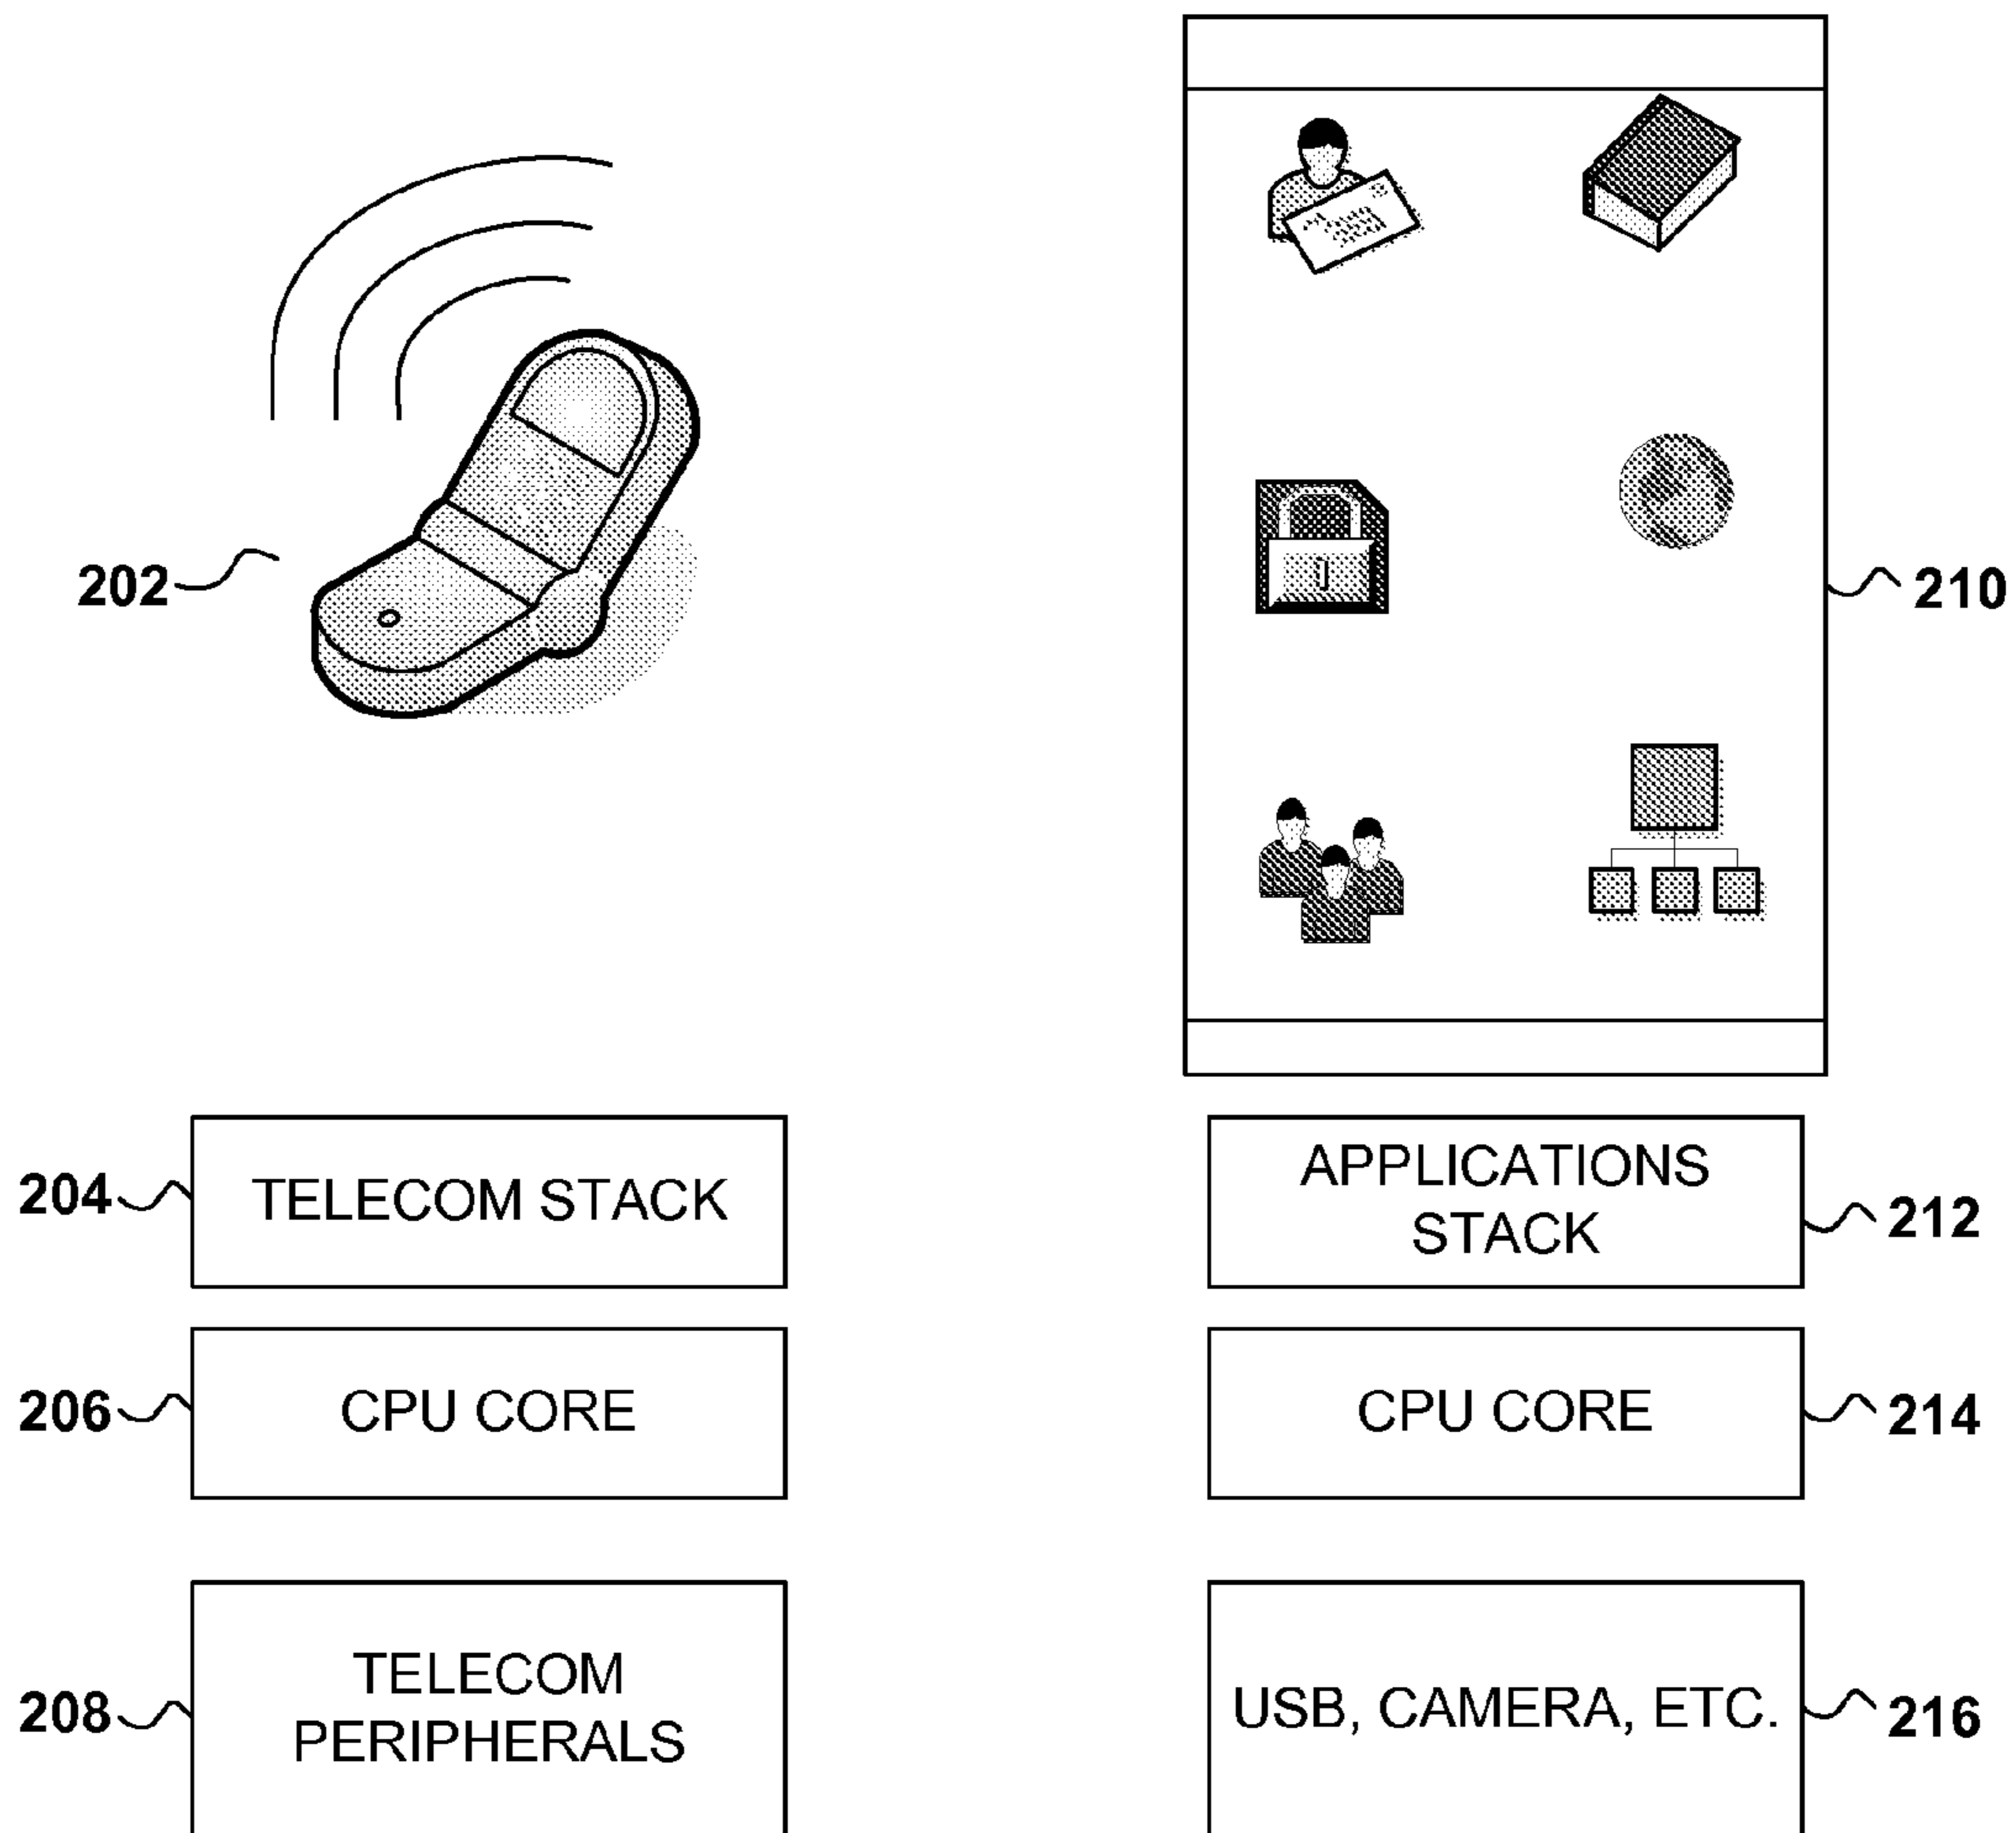 202
210
204
TELECOM STACK
APPLICATIONS
STACK
212
206
CPU CORE
CPU CORE
214
208
TELECOM
PERIPHERALS
USB, CAMERA, ETC.
216